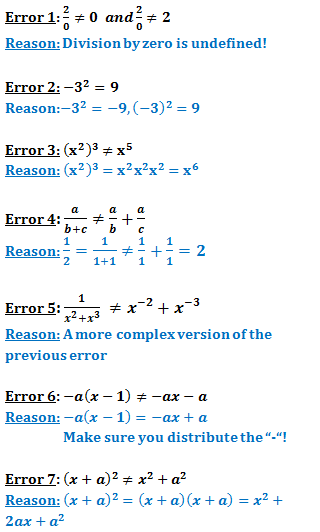 Error 1: 2/0 ≠ 0 and 2/0 ≠ 2
Reason: Division by zero is undefined!
Error 2: −3² = 9
Reason:−3² = −9, (−3)² = 9
Error 3: (x²)³ ≠ x⁵
Reason: (x²)³ = x²x²x² = x⁶
Error 4: a/(b+c) ≠ a/b + a/c
Reason: 1/2 = 1/(1+1) ≠ 1/1 + 1/1 = 2
Error 5: 1/(x²+x³) ≠ x⁻² + x⁻³
Reason: A more complex version of the
previous error
Error 6: −a(x − 1) ≠ −ax − a
Reason: −a(x − 1) = −ax + a
Make sure you distribute the “-“!
Error 7: (x + a)² ≠ x² + a²
Reason: (x + a)² = (x + a)(x + a) = x² +
2ax + a²